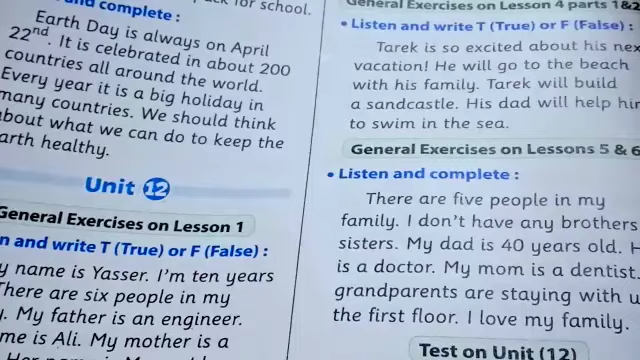 for school.
and complete :
Earth Day is always on April
22nd. It is celebrated in about 200
countries all around the world.
Every year it is a big holiday in
many countries. We should think
about what we can do to keep the
arth healthy.
Unit 12
General Exercises on Lesson 1
n and write T (True) or F (False) :
y name is Yasser. I'm ten years
There are six people in my
y. My father is an engineer.
me is Ali. My mother is a
General Exercises on Lesson 4 parts 1&2
• Listen and write T (True) or F (False) :
Tarek is so excited about his nex
vacation! He will go to the beach
with his family. Tarek will build
a sandcastle. His dad will help him
to swim in the sea.
General Exercises on Lessons 5 & 6
• Listen and complete :
There are five people in my
family. I don't have any brothers
sisters. My dad is 40 years old. H
is a doctor. My mom is a dentist.
grandparents are staying with u
the first floor. I love my family.
Test on Unit (12)